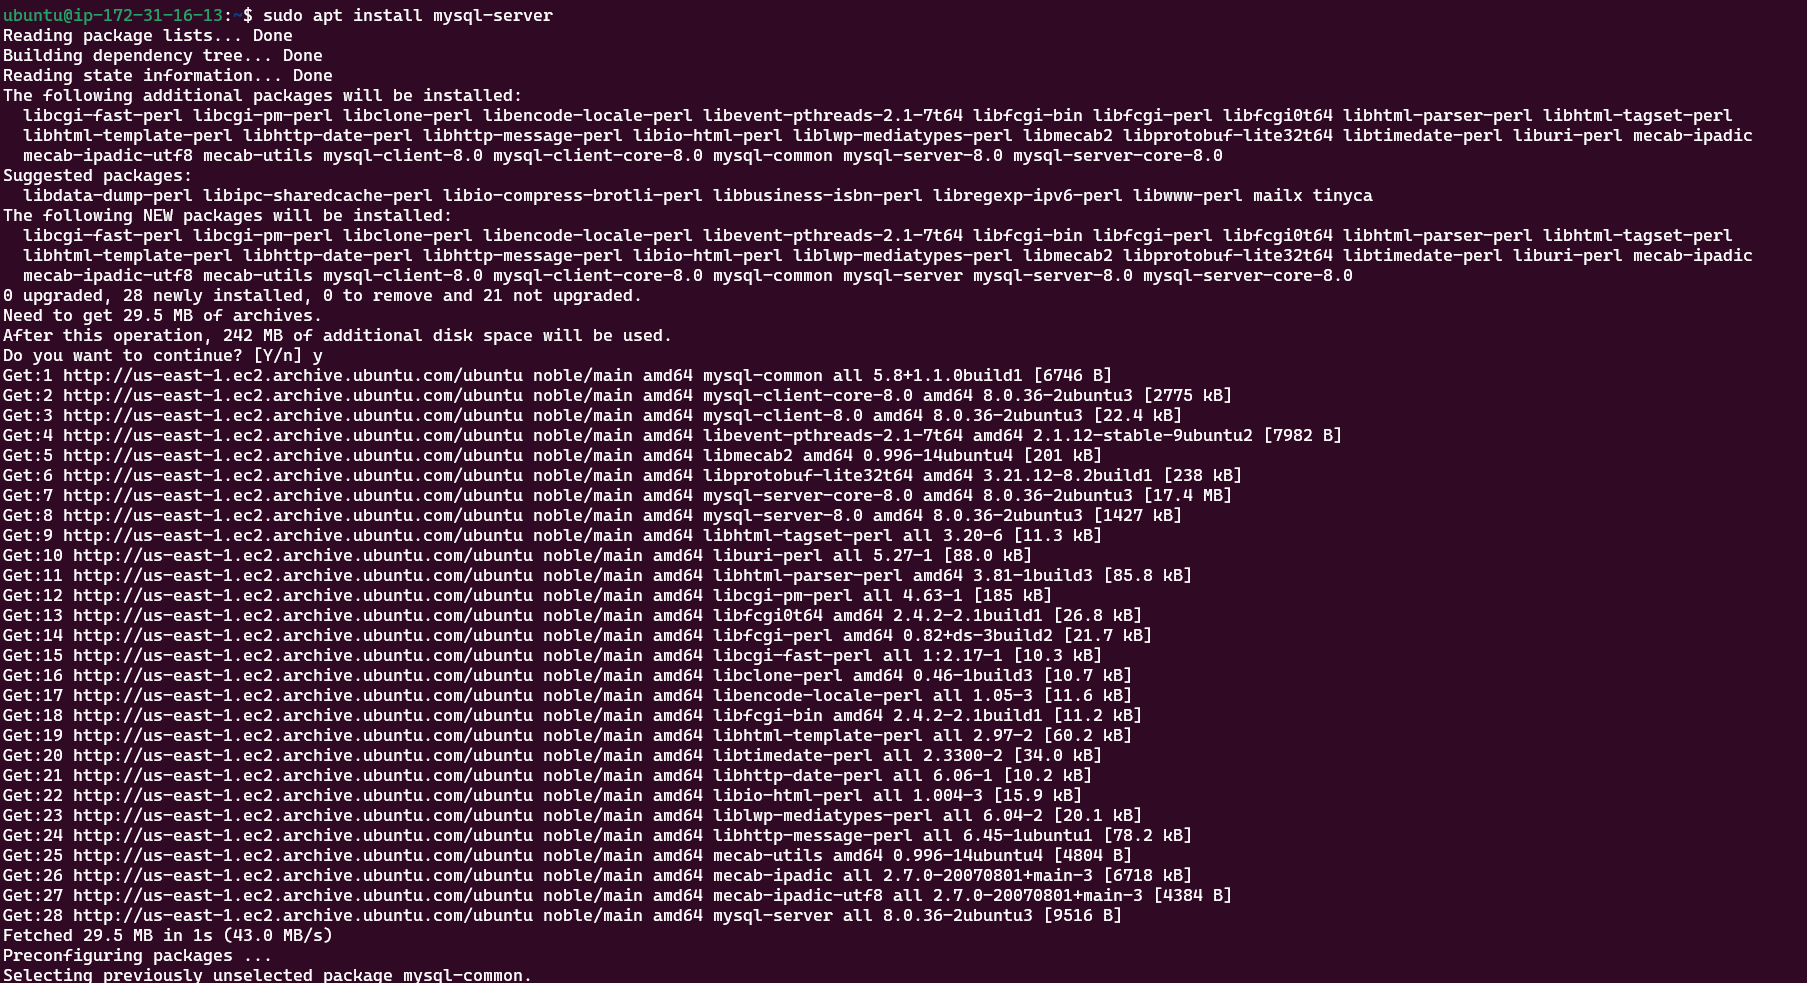 ubuntu@ip-172-31-16-13:~$ sudo apt install mysql-server
Reading package lists... Done
Building dependency tree... Done
Reading state information... Done
The following additional packages will be installed:
  libcgi-fast-perl libcgi-pm-perl libclone-perl libencode-locale-perl libevent-pthreads-2.1-7t64 libfcgi-bin libfcgi-perl libfcgi0t64 libhtml-parser-perl libhtml-tagset-perl
  libhtml-template-perl libhttp-date-perl libhttp-message-perl libio-html-perl liblwp-mediatypes-perl libmecab2 libprotobuf-lite32t64 libtimedate-perl liburi-perl mecab-ipadic
  mecab-ipadic-utf8 mecab-utils mysql-client-8.0 mysql-client-core-8.0 mysql-common mysql-server-8.0 mysql-server-core-8.0
Suggested packages:
  libdata-dump-perl libipc-sharedcache-perl libio-compress-brotli-perl libbusiness-isbn-perl libregexp-ipv6-perl libwww-perl mailx tinyca
The following NEW packages will be installed:
  libcgi-fast-perl libcgi-pm-perl libclone-perl libencode-locale-perl libevent-pthreads-2.1-7t64 libfcgi-bin libfcgi-perl libfcgi0t64 libhtml-parser-perl libhtml-tagset-perl
  libhtml-template-perl libhttp-date-perl libhttp-message-perl libio-html-perl liblwp-mediatypes-perl libmecab2 libprotobuf-lite32t64 libtimedate-perl liburi-perl mecab-ipadic
  mecab-ipadic-utf8 mecab-utils mysql-client-8.0 mysql-client-core-8.0 mysql-common mysql-server mysql-server-8.0 mysql-server-core-8.0
0 upgraded, 28 newly installed, 0 to remove and 21 not upgraded.
Need to get 29.5 MB of archives.
After this operation, 242 MB of additional disk space will be used.
Do you want to continue? [Y/n] y
Get:1 http://us-east-1.ec2.archive.ubuntu.com/ubuntu noble/main amd64 mysql-common all 5.8+1.1.0build1 [6746 B]
Get:2 http://us-east-1.ec2.archive.ubuntu.com/ubuntu noble/main amd64 mysql-client-core-8.0 amd64 8.0.36-2ubuntu3 [2775 kB]
Get:3 http://us-east-1.ec2.archive.ubuntu.com/ubuntu noble/main amd64 mysql-client-8.0 amd64 8.0.36-2ubuntu3 [22.4 kB]
Get:4 http://us-east-1.ec2.archive.ubuntu.com/ubuntu noble/main amd64 libevent-pthreads-2.1-7t64 amd64 2.1.12-stable-9ubuntu2 [7982 B]
Get:5 http://us-east-1.ec2.archive.ubuntu.com/ubuntu noble/main amd64 libmecab2 amd64 0.996-14ubuntu4 [201 kB]
Get:6 http://us-east-1.ec2.archive.ubuntu.com/ubuntu noble/main amd64 libprotobuf-lite32t64 amd64 3.21.12-8.2build1 [238 kB]
Get:7 http://us-east-1.ec2.archive.ubuntu.com/ubuntu noble/main amd64 mysql-server-core-8.0 amd64 8.0.36-2ubuntu3 [17.4 MB]
Get:8 http://us-east-1.ec2.archive.ubuntu.com/ubuntu noble/main amd64 mysql-server-8.0 amd64 8.0.36-2ubuntu3 [1427 kB]
Get:9 http://us-east-1.ec2.archive.ubuntu.com/ubuntu noble/main amd64 libhtml-tagset-perl all 3.20-6 [11.3 kB]
Get:10 http://us-east-1.ec2.archive.ubuntu.com/ubuntu noble/main amd64 liburi-perl all 5.27-1 [88.0 kB]
Get:11 http://us-east-1.ec2.archive.ubuntu.com/ubuntu noble/main amd64 libhtml-parser-perl amd64 3.81-1build3 [85.8 kB]
Get:12 http://us-east-1.ec2.archive.ubuntu.com/ubuntu noble/main amd64 libcgi-pm-perl all 4.63-1 [185 kB]
Get:13 http://us-east-1.ec2.archive.ubuntu.com/ubuntu noble/main amd64 libfcgi0t64 amd64 2.4.2-2.1build1 [26.8 kB]
Get:14 http://us-east-1.ec2.archive.ubuntu.com/ubuntu noble/main amd64 libfcgi-perl amd64 0.82+ds-3build2 [21.7 kB]
Get:15 http://us-east-1.ec2.archive.ubuntu.com/ubuntu noble/main amd64 libcgi-fast-perl all 1:2.17-1 [10.3 kB]
Get:16 http://us-east-1.ec2.archive.ubuntu.com/ubuntu noble/main amd64 libclone-perl amd64 0.46-1build3 [10.7 kB]
Get:17 http://us-east-1.ec2.archive.ubuntu.com/ubuntu noble/main amd64 libencode-locale-perl all 1.05-3 [11.6 kB]
Get:18 http://us-east-1.ec2.archive.ubuntu.com/ubuntu noble/main amd64 libfcgi-bin amd64 2.4.2-2.1build1 [11.2 kB]
Get:19 http://us-east-1.ec2.archive.ubuntu.com/ubuntu noble/main amd64 libhtml-template-perl all 2.97-2 [60.2 kB]
Get:20 http://us-east-1.ec2.archive.ubuntu.com/ubuntu noble/main amd64 libtimedate-perl all 2.3300-2 [34.0 kB]
Get:21 http://us-east-1.ec2.archive.ubuntu.com/ubuntu noble/main amd64 libhttp-date-perl all 6.06-1 [10.2 kB]
Get:22 http://us-east-1.ec2.archive.ubuntu.com/ubuntu noble/main amd64 libio-html-perl all 1.004-3 [15.9 kB]
Get:23 http://us-east-1.ec2.archive.ubuntu.com/ubuntu noble/main amd64 liblwp-mediatypes-perl all 6.04-2 [20.1 kB]
Get:24 http://us-east-1.ec2.archive.ubuntu.com/ubuntu noble/main amd64 libhttp-message-perl all 6.45-1ubuntu1 [78.2 kB]
Get:25 http://us-east-1.ec2.archive.ubuntu.com/ubuntu noble/main amd64 mecab-utils amd64 0.996-14ubuntu4 [4804 B]
Get:26 http://us-east-1.ec2.archive.ubuntu.com/ubuntu noble/main amd64 mecab-ipadic all 2.7.0-20070801+main-3 [6718 kB]
Get:27 http://us-east-1.ec2.archive.ubuntu.com/ubuntu noble/main amd64 mecab-ipadic-utf8 all 2.7.0-20070801+main-3 [4384 B]
Get:28 http://us-east-1.ec2.archive.ubuntu.com/ubuntu noble/main amd64 mysql-server all 8.0.36-2ubuntu3 [9516 B]
Fetched 29.5 MB in 1s (43.0 MB/s)
Preconfiguring packages ...
Selecting previously unselected package mysql-common.